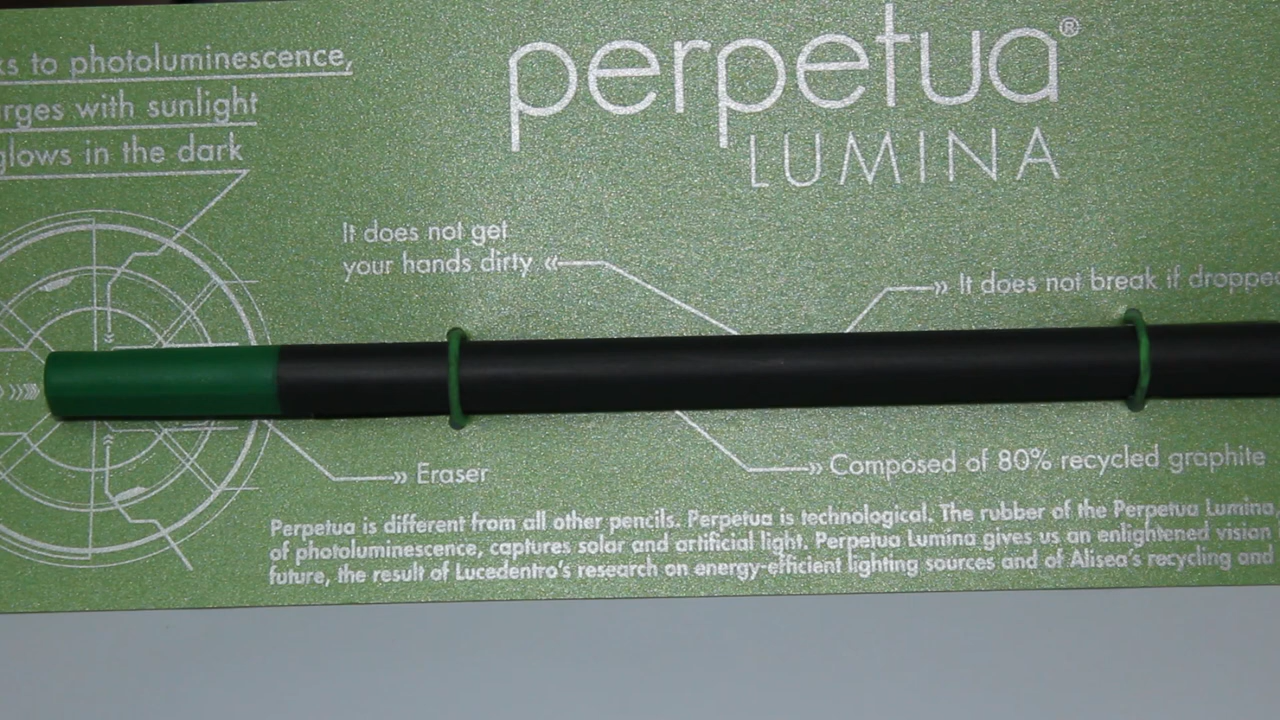 to photoluminescence,
with sunlight
glows in the dark
perpetua®
LUMINA
It does not get
your hands dirty «
» It does not break if dropped
» Eraser
» Composed of 80% recycled graphite
Perpetua is different from all other pencils. Perpetua is technological. The rubber of the Perpetua Lumina,
of photoluminescence, captures solar and artificial light. Perpetua Lumina gives us an enlightened vision
future, the result of Lucedentro's research on energy-efficient lighting sources and of Alisea's recycling and